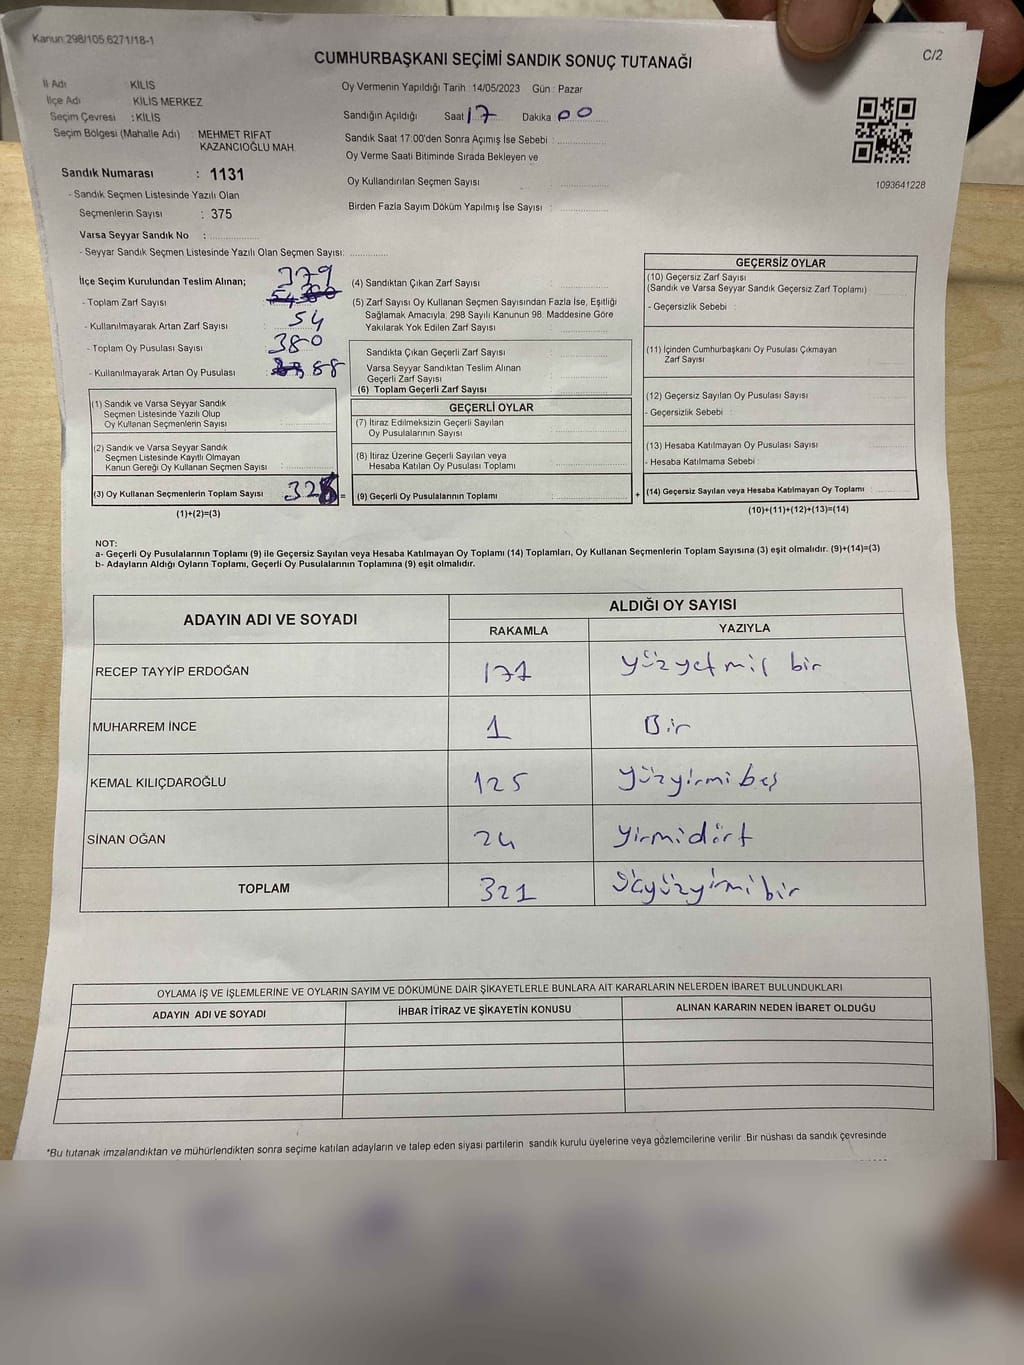 Kanun:298/105,6271/18-1
C/2
CUMHURBAŞKANI SEÇİMİ SANDIK SONUÇ TUTANAĞI
İl Adı : KİLİS
İlçe Adı : KİLİS MERKEZ
Seçim Çevresi : KİLİS
Seçim Bölgesi (Mahalle Adı) : MEHMET RIFAT
KAZANCIOĞLU MAH.
Sandık Numarası : 1131
- Sandık Seçmen Listesinde Yazılı Olan
Seçmenlerin Sayısı : 375
Varsa Seyyar Sandık No :
- Seyyar Sandık Seçmen Listesinde Yazılı Olan Seçmen Sayısı:
Oy Vermenin Yapıldığı Tarih : 14/05/2023 Gün : Pazar
Sandığın Açıldığı Saat 17 Dakika 00
Sandık Saat 17:00'den Sonra Açımış İse Sebebi :
Oy Verme Saati Bitiminde Sırada Bekleyen ve
Oy Kullandırılan Seçmen Sayısı :
Birden Fazla Sayım Döküm Yapılmış İse Sayısı :
1093641228
İlçe Seçim Kurulundan Teslim Alınan;
- Toplam Zarf Sayısı : 379
- Kullanılmayarak Artan Zarf Sayısı : 54
- Toplam Oy Pusulası Sayısı : 380
- Kullanılmayarak Artan Oy Pusulası : 88
(1) Sandık ve Varsa Seyyar Sandık
Seçmen Listesinde Yazılı Olup
Oy Kullanan Seçmenlerin Sayısı :
(2) Sandık ve Varsa Seyyar Sandık
Seçmen Listesinde Kayıtlı Olmayan
Kanun Gereği Oy Kullanan Seçmen Sayısı :
(3) Oy Kullanan Seçmenlerin Toplam Sayısı =
(1)+(2)=(3)
(4) Sandıktan Çıkan Zarf Sayısı :
(5) Zarf Sayısı Oy Kullanan Seçmen Sayısından Fazla İse, Eşitliği
Sağlamak Amacıyla, 298 Sayılı Kanunun 98. Maddesine Göre
Yakılarak Yok Edilen Zarf Sayısı :
Sandıkta Çıkan Geçerli Zarf Sayısı :
Varsa Seyyar Sandıktan Teslim Alınan
Geçerli Zarf Sayısı :
(6) Toplam Geçerli Zarf Sayısı :
GEÇERLİ OYLAR
(7) İtiraz Edilmeksizin Geçerli Sayılan
Oy Pusulalarının Sayısı :
(8) İtiraz Üzerine Geçerli Sayılan veya
Hesaba Katılan Oy Pusulası Toplamı :
(9) Geçerli Oy Pusulalarının Toplamı : +
GEÇERSİZ OYLAR
(10) Geçersiz Zarf Sayısı
(Sandık ve Varsa Seyyar Sandık Geçersiz Zarf Toplamı) :
- Geçersizlik Sebebi :
(11) İçinden Cumhurbaşkanı Oy Pusulası Çıkmayan
Zarf Sayısı :
(12) Geçersiz Sayılan Oy Pusulası Sayısı :
- Geçersizlik Sebebi :
(13) Hesaba Katılmayan Oy Pusulası Sayısı :
- Hesaba Katılmama Sebebi :
(14) Geçersiz Sayılan veya Hesaba Katılmayan Oy Toplamı :
(10)+(11)+(12)+(13)=(14)
NOT:
a- Geçerli Oy Pusulalarının Toplamı (9) ile Geçersiz Sayılan veya Hesaba Katılmayan Oy Toplamı (14) Toplamları, Oy Kullanan Seçmenlerin Toplam Sayısına (3) eşit olmalıdır. (9)+(14)=(3)
b- Adayların Aldığı Oyların Toplamı, Geçerli Oy Pusulalarının Toplamına (9) eşit olmalıdır.
ADAYIN ADI VE SOYADI ALDIĞI OY SAYISI
RAKAMLA YAZIYLA
RECEP TAYYİP ERDOĞAN 171 yüzyetmiş bir
MUHARREM İNCE 1 Bir
KEMAL KILIÇDAROĞLU 125 yüzyirmi beş
SİNAN OĞAN 24 yirmidört
TOPLAM 321 üçyüzyirmi bir
OYLAMA İŞ VE İŞLEMLERİNE VE OYLARIN SAYIM VE DÖKÜMÜNE DAİR ŞİKAYETLERLE BUNLARA AİT KARARLARIN NELERDEN İBARET BULUNDUKLARI
ADAYIN ADI VE SOYADI İHBAR İTİRAZ VE ŞİKAYETİN KONUSU ALINAN KARARIN NEDEN İBARET OLDUĞU
*Bu tutanak imzalandıktan ve mühürlendikten sonra seçime katılan adayların ve talep eden siyasi partilerin sandık kurulu üyelerine veya gözlemcilerine verilir. Bir nüshası da sandık çevresinde